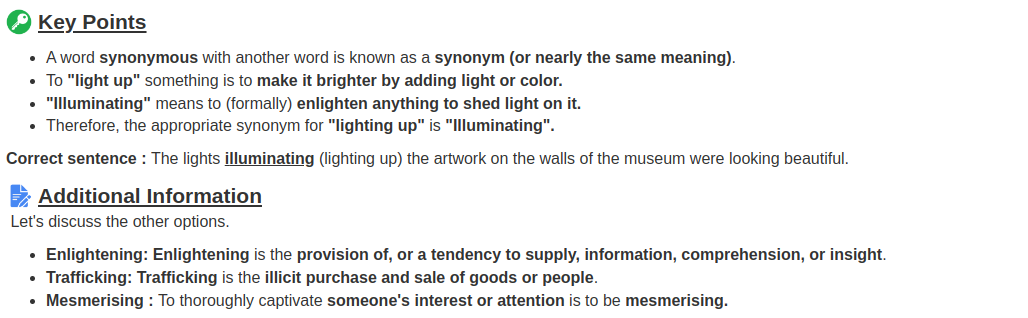 Key Points
• A word synonymous with another word is known as a synonym (or nearly the same meaning).
• To "light up" something is to make it brighter by adding light or color.
• "Illuminating" means to (formally) enlighten anything to shed light on it.
• Therefore, the appropriate synonym for "lighting up" is "Illuminating".
Correct sentence : The lights illuminating (lighting up) the artwork on the walls of the museum were looking beautiful.
Additional Information
Let's discuss the other options.
• Enlightening: Enlightening is the provision of, or a tendency to supply, information, comprehension, or insight.
• Trafficking: Trafficking is the illicit purchase and sale of goods or people.
• Mesmerising : To thoroughly captivate someone's interest or attention is to be mesmerising.